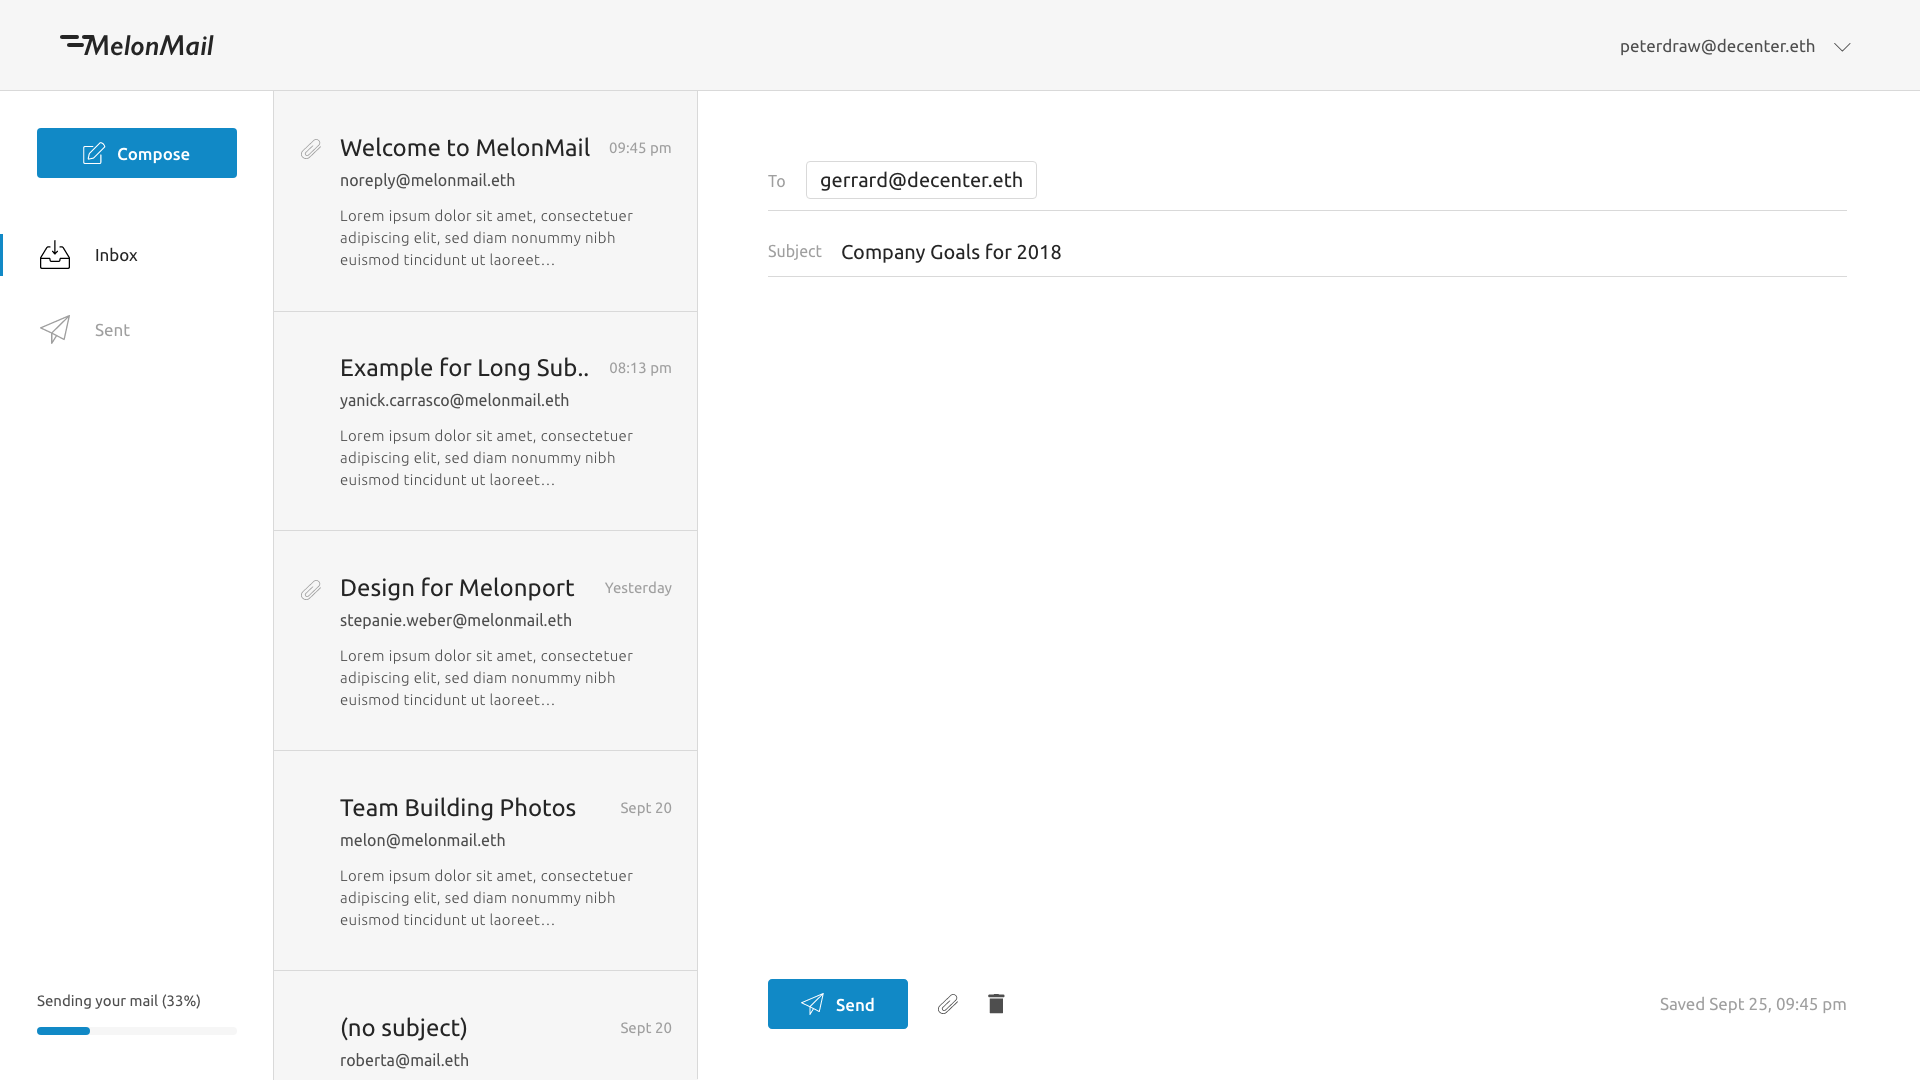 MelonMail
peterdraw@decenter.eth
Compose
Inbox
Sent
Sending your mail (33%)
Welcome to MelonMail
09:45 pm
noreply@melonmail.eth
Lorem ipsum dolor sit amet, consectetuer
adipiscing elit, sed diam nonummy nibh
euismod tincidunt ut laoreet...
Example for Long Sub..
08:13 pm
yanick.carrasco@melonmail.eth
Lorem ipsum dolor sit amet, consectetuer
adipiscing elit, sed diam nonummy nibh
euismod tincidunt ut laoreet...
Design for Melonport
Yesterday
stepanie.weber@melonmail.eth
Lorem ipsum dolor sit amet, consectetuer
adipiscing elit, sed diam nonummy nibh
euismod tincidunt ut laoreet...
Team Building Photos
Sept 20
melon@melonmail.eth
Lorem ipsum dolor sit amet, consectetuer
adipiscing elit, sed diam nonummy nibh
euismod tincidunt ut laoreet...
(no subject)
Sept 20
roberta@mail.eth
To gerrard@decenter.eth
Subject Company Goals for 2018
Send
Saved Sept 25, 09:45 pm